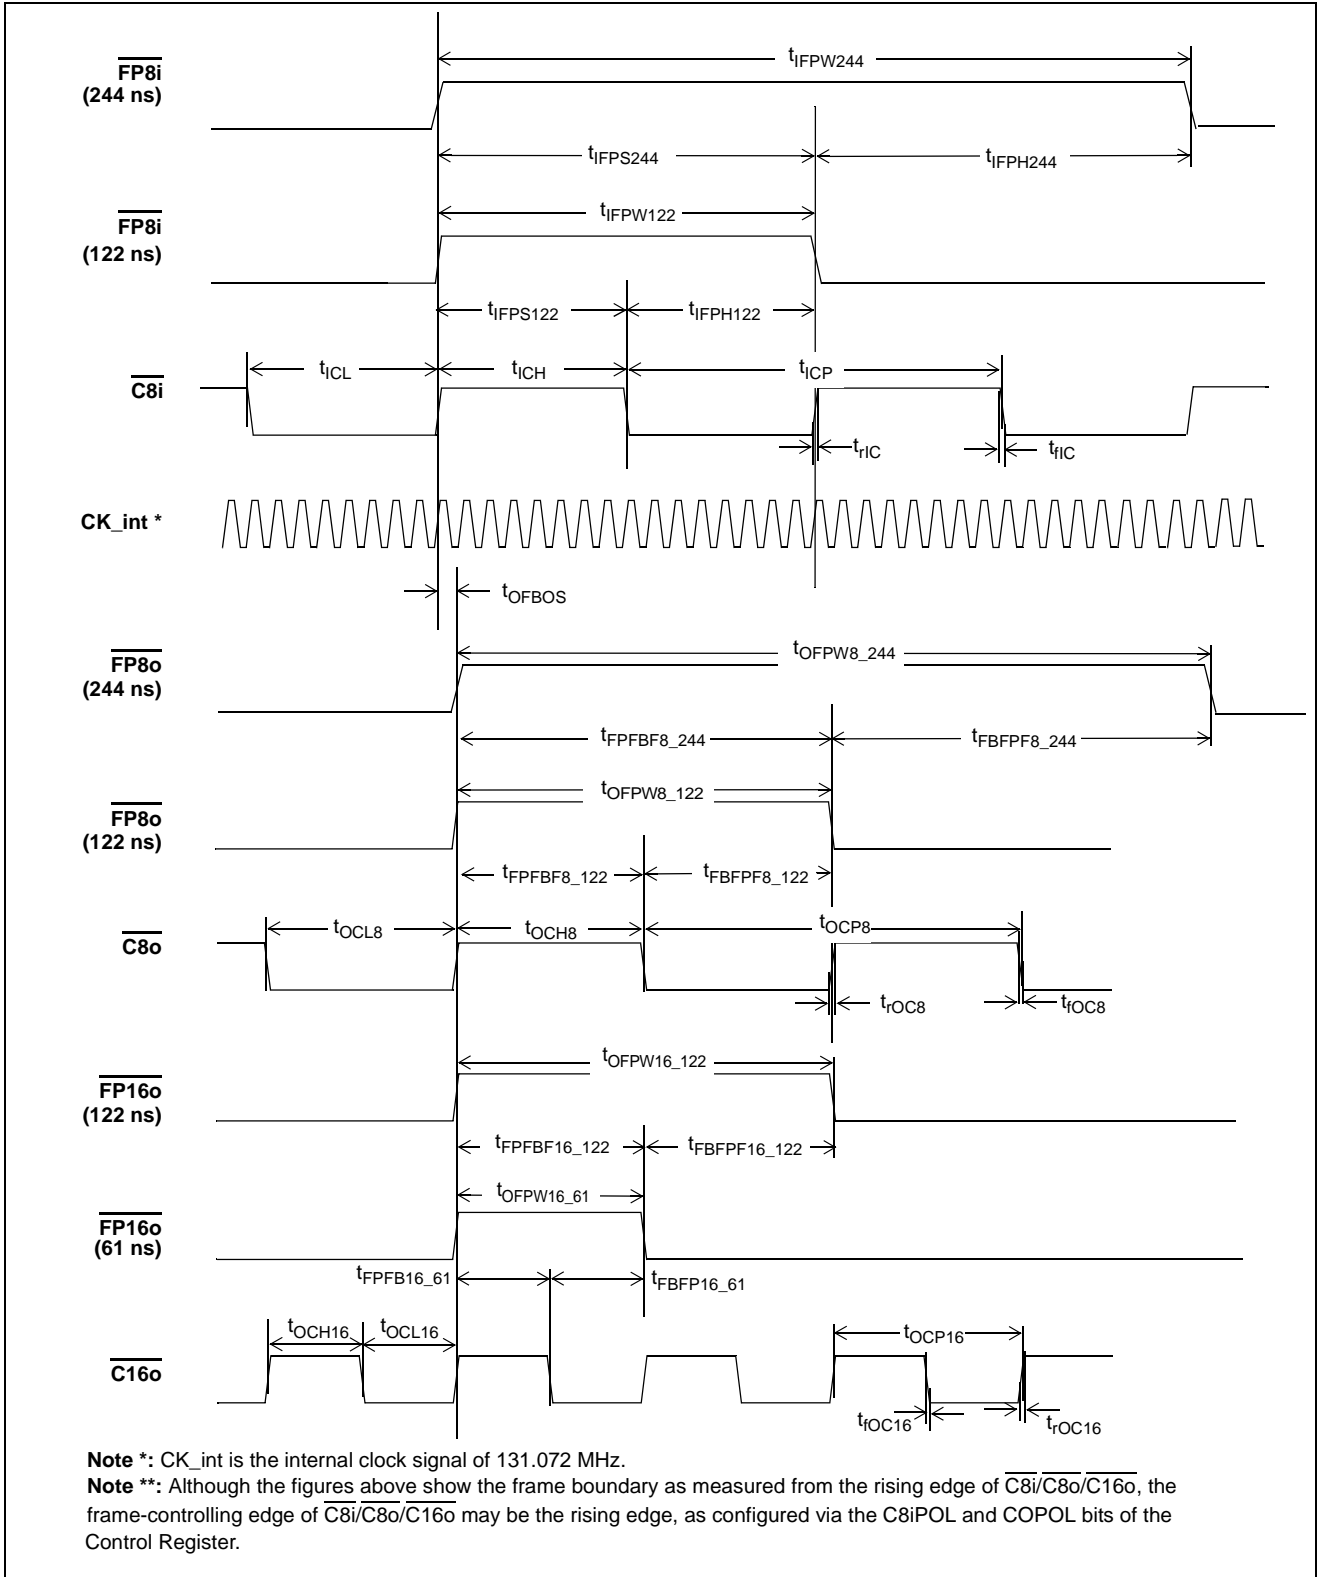 FP8i
(244 ns)
tIFPW244
tIFPS244
tIFPH244
FP8i
(122 ns)
tIFPW122
tIFPS122
tIFPH122
C8i
tICL
tICH
tICP
trIC
tfIC
CK_int *
tOFBOS
FP8o
(244 ns)
tOFPW8_244
tFPFBF8_244
tFBFPF8_244
FP8o
(122 ns)
tOFPW8_122
tFPFBF8_122
tFBFPF8_122
C8o
tOCL8
tOCH8
tOCP8
trOC8
tfOC8
FP16o
(122 ns)
tOFPW16_122
tFPFBF16_122
tFBFPF16_122
FP16o
(61 ns)
tOFPW16_61
tFPFB16_61
tFBFP16_61
C16o
tOCH16
tOCL16
tOCP16
tfOC16
trOC16
Note *: CK_int is the internal clock signal of 131.072 MHz.
Note **: Although the figures above show the frame boundary as measured from the rising edge of C8i/C8o/C16o, the
frame-controlling edge of C8i/C8o/C16o may be the rising edge, as configured via the C8iPOL and COPOL bits of the
Control Register.